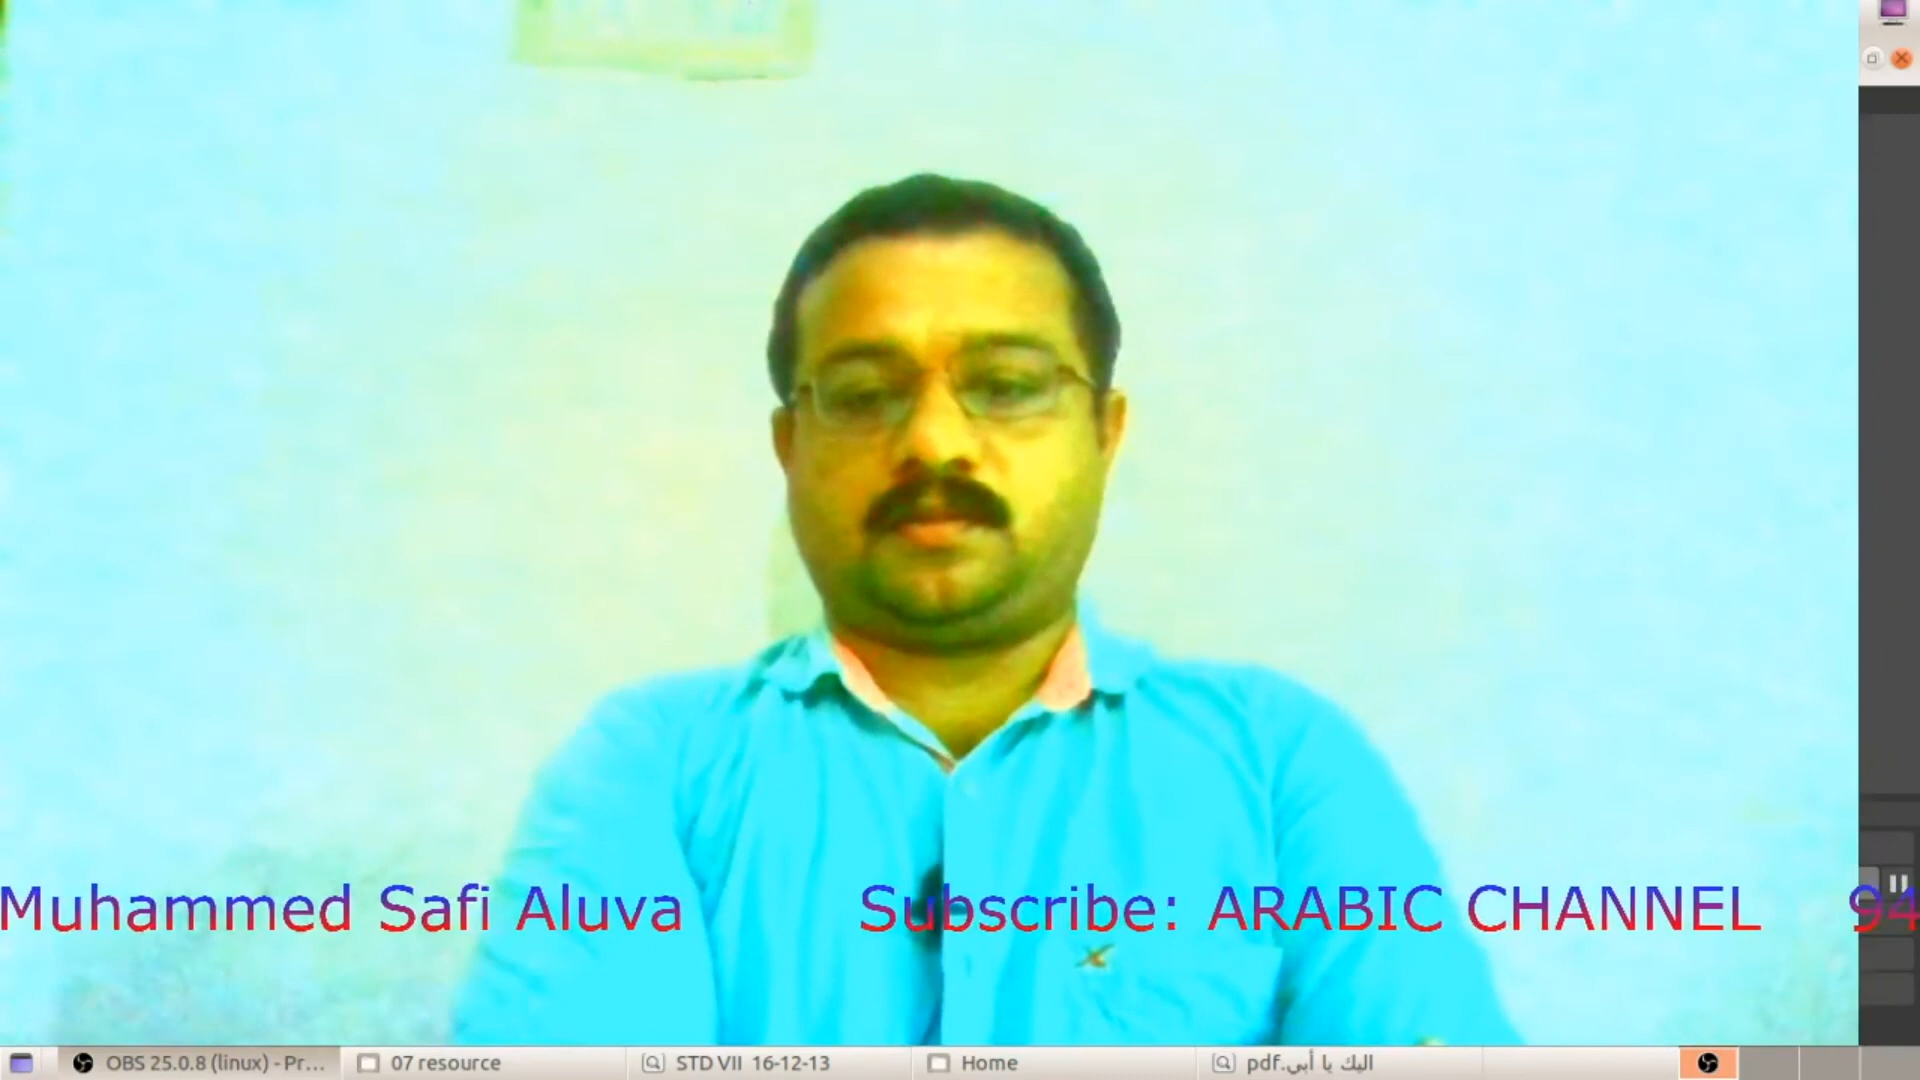 Muhammed Safi Aluva Subscribe: ARABIC CHANNEL 94
OBS 25.0.8 (linux) - Pr... 07 resource STD VII 16-12-13 Home اليك يا أبي.pdf